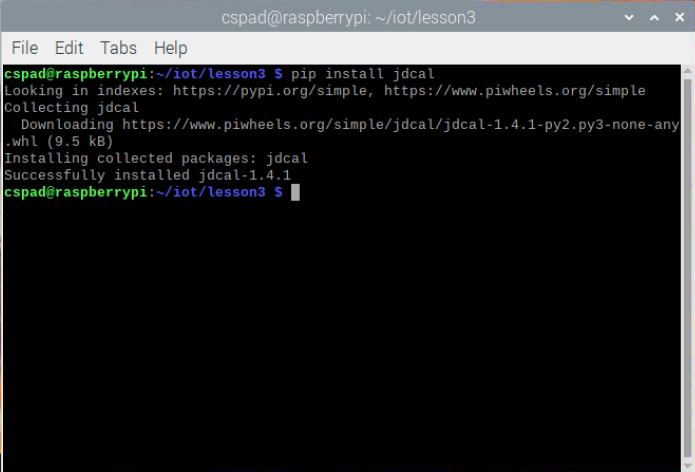 cspad@raspberrypi: ~/iot/lesson3
File Edit Tabs Help
cspad@raspberrypi:~/iot/lesson3 $ pip install jdcal
Looking in indexes: https://pypi.org/simple, https://www.piwheels.org/simple
Collecting jdcal
  Downloading https://www.piwheels.org/simple/jdcal/jdcal-1.4.1-py2.py3-none-any
.whl (9.5 kB)
Installing collected packages: jdcal
Successfully installed jdcal-1.4.1
cspad@raspberrypi:~/iot/lesson3 $